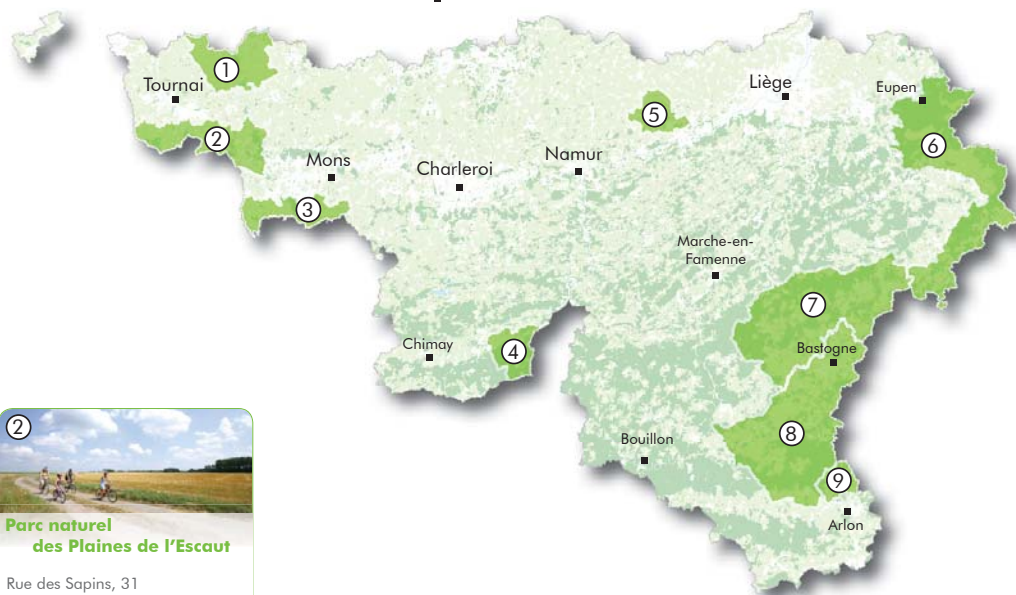 1
Tournai
Liège
Eupen
5
2
6
Mons
Charleroi
Namur
3
Marche-en-
Famenne
7
Chimay
4
Bastogne
2
8
Bouillon
9
Arlon
Parc naturel
des Plaines de l'Escaut
Rue des Sapins, 31